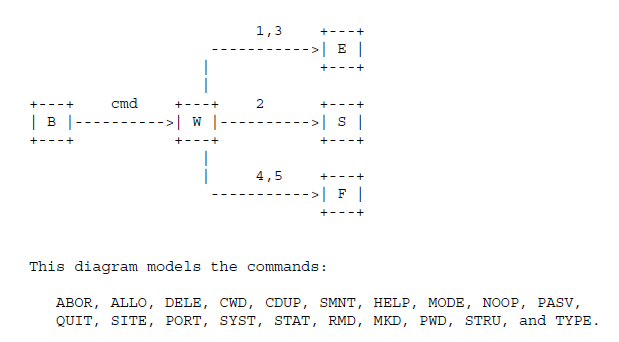 1,3 +---+
----------->| E |
| +---+
|
+---+ cmd +---+ 2 +---+
| B |---------->| W |---------->| S |
+---+ +---+ +---+
|
| 4,5 +---+
----------->| F |
+---+
This diagram models the commands:
ABOR, ALLO, DELE, CWD, CDUP, SMNT, HELP, MODE, NOOP, PASV,
QUIT, SITE, PORT, SYST, STAT, RMD, MKD, PWD, STRU, and TYPE.